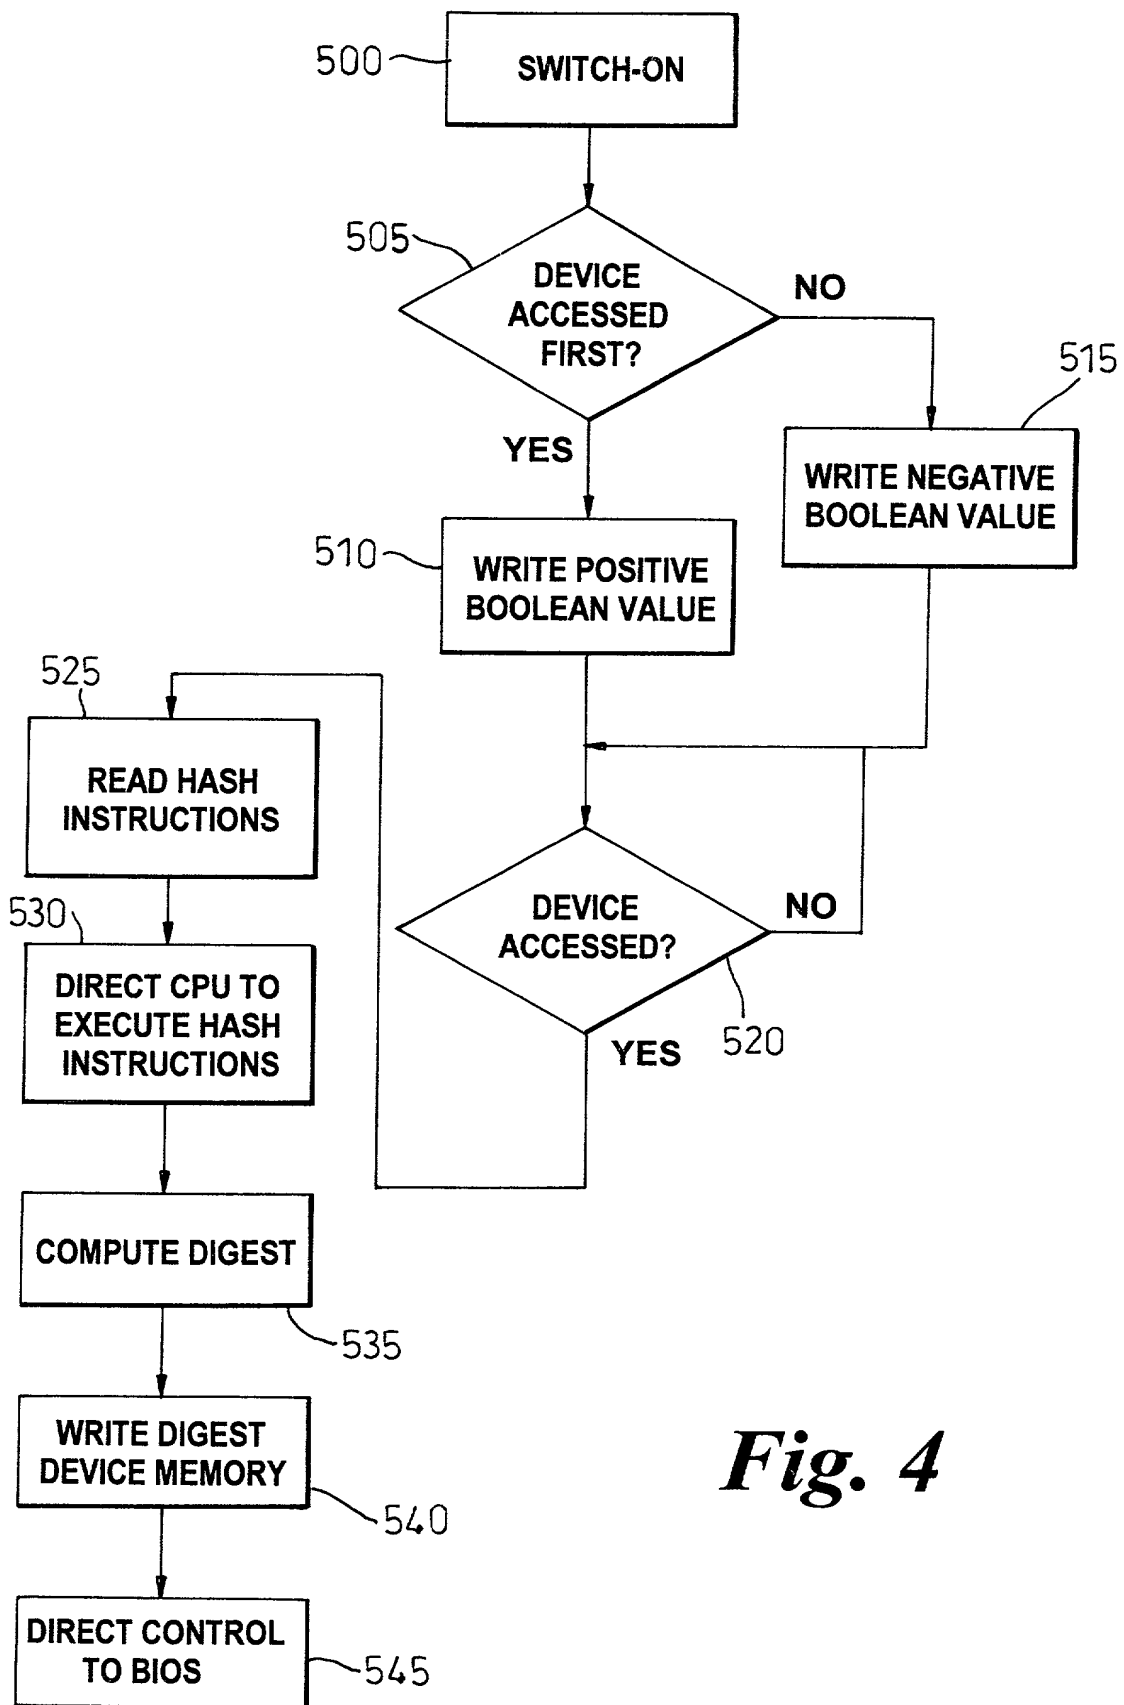 500
SWITCH-ON
505
DEVICE
ACCESSED
FIRST?
NO
515
YES
WRITE NEGATIVE
BOOLEAN VALUE
510
WRITE POSITIVE
BOOLEAN VALUE
525
READ HASH
INSTRUCTIONS
DEVICE
ACCESSED?
NO
520
YES
530
DIRECT CPU TO
EXECUTE HASH
INSTRUCTIONS
COMPUTE DIGEST
535
WRITE DIGEST
DEVICE MEMORY
540
DIRECT CONTROL
TO BIOS
545
Fig. 4